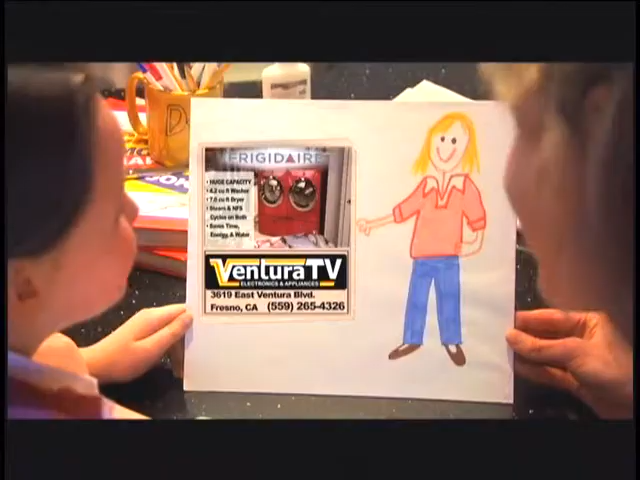 FRIGIDAIRE
• HUGE CAPACITY
• 4.2 cu ft Washer
• 7.0 cu ft Dryer
• Steam & NFS
Cycles on Both
• Saves Time,
Energy, & Water
VenturaTV
ELECTRONICS & APPLIANCES
3619 East Ventura Blvd.
Fresno, CA (559) 265-4326